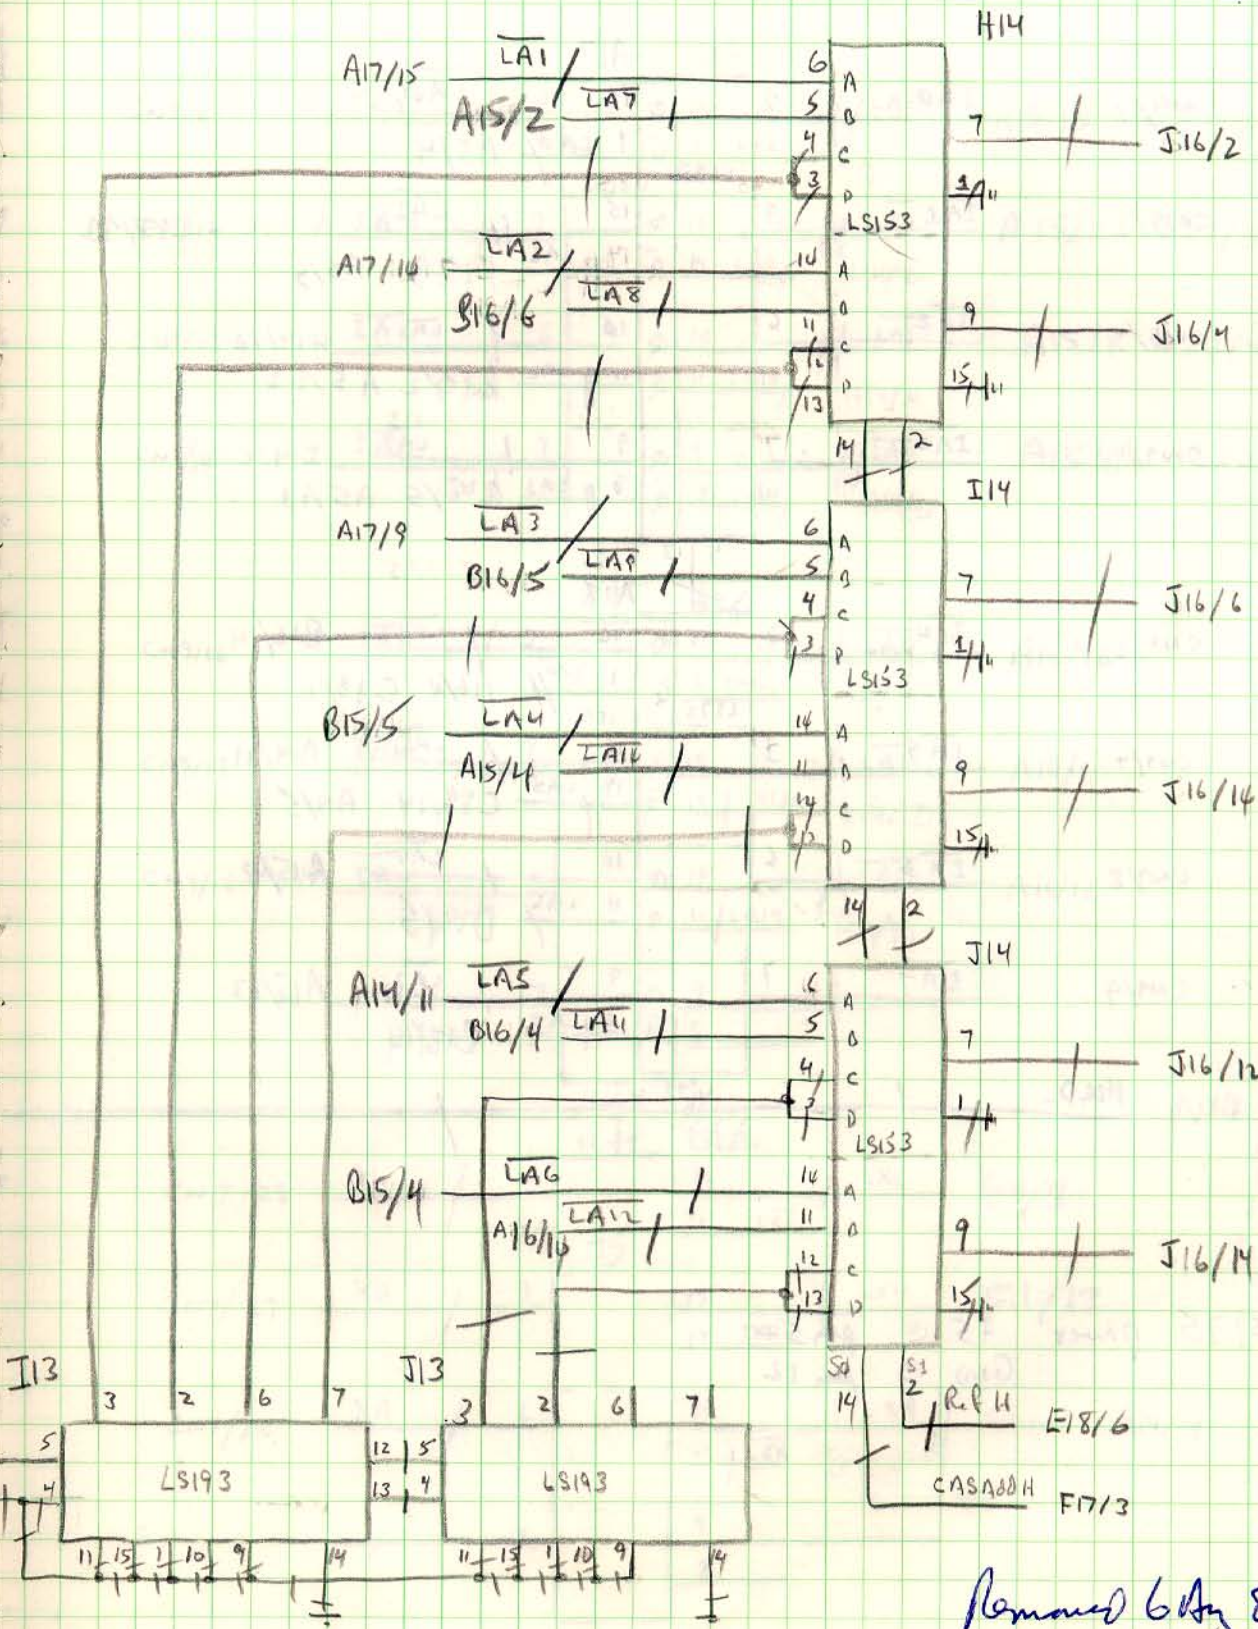 H14
A17/15 LA1 6 A
A15/2 LA7 5 B
4 C
3 D
7 J16/2
1
LS153
A17/14 LA2 14 A
B16/6 LA8 B
11 C
12
D
13
9 J16/4
15
14 2
I14
A17/9 LA3 6 A
B16/5 5 B
4 C
3 D
7 J16/6
1
LS153
B15/5 LA4 14 A
A15/4 11 B
C
D
9 J16/14
15
14 2
J14
A14/11 LA5 6 A
B16/4 LA11 5 B
4 C
3 D
7 J16/12
1
LS153
B15/4 LA6 14 A
LA12 11 B
12 C
13 D
9 J16/14
15
S0 S1
14 2 Ref H E18/6
CASADDH F17/3
I13 3 2 6 7
J13 3 2 6 7
5 LS193 12 5 LS193
4 13 4
11 15 1 10 9 14
11 15 1 10 9 14
Removed 6